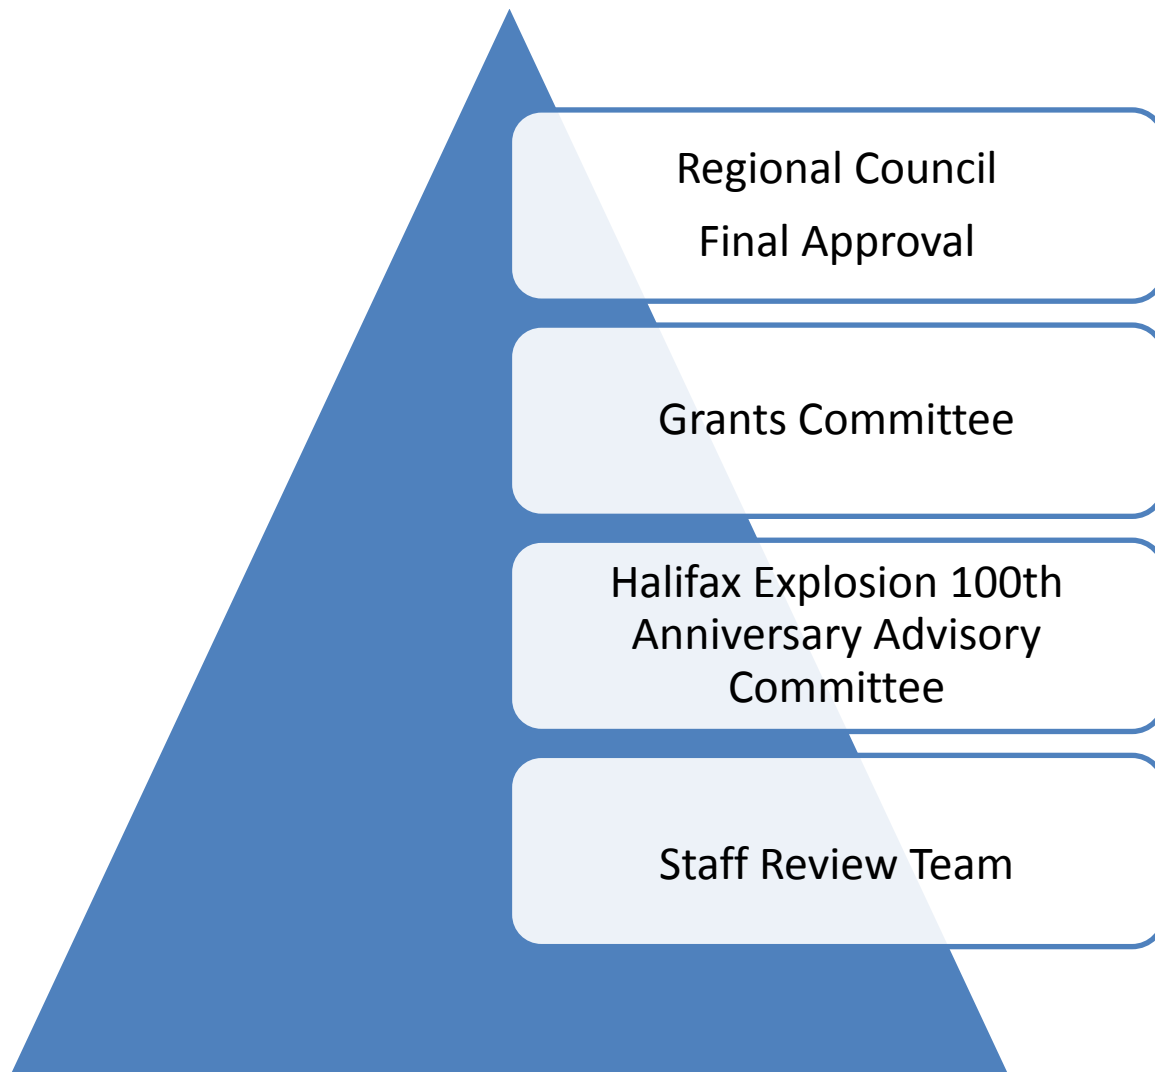 Regional Council
Final Approval
Grants Committee
Halifax Explosion 100th
Anniversary Advisory
Committee
Staff Review Team